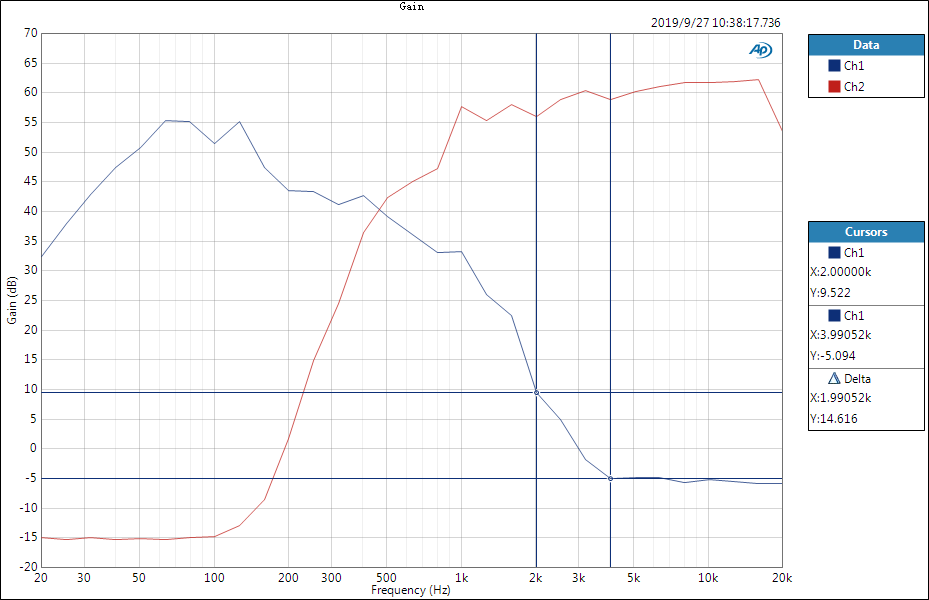 Gain
2019/9/27 10:38:17.736
AP
70
65
60
55
50
45
40
35
30
25
20
15
10
5
0
-5
-10
-15
-20
Gain (dB)
20 30 50 100 200 300 500 1k 2k 3k 5k 10k 20k
Frequency (Hz)
Data
Ch1
Ch2
Cursors
Ch1
X:2.00000k
Y:9.522
Ch1
X:3.99052k
Y:-5.094
Delta
X:1.99052k
Y:14.616